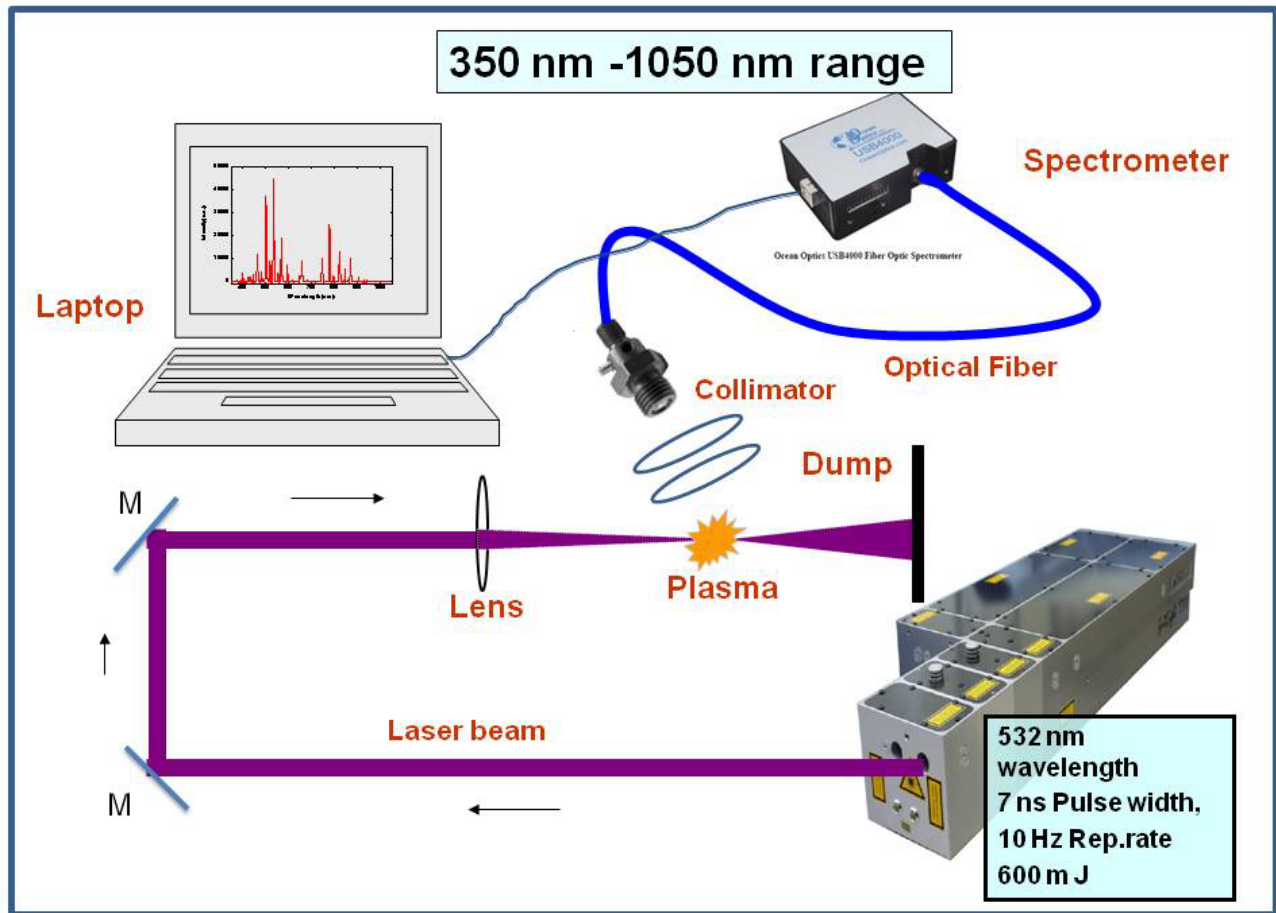 350 nm -1050 nm range
USB4000
Spectrometer
Ocean Optics USB4000 Fiber Optic Spectrometer
Laptop
Optical Fiber
Collimator
Dump
M
Lens
Plasma
Laser beam
M
532 nm
wavelength
7 ns Pulse width,
10 Hz Rep.rate
600 m J